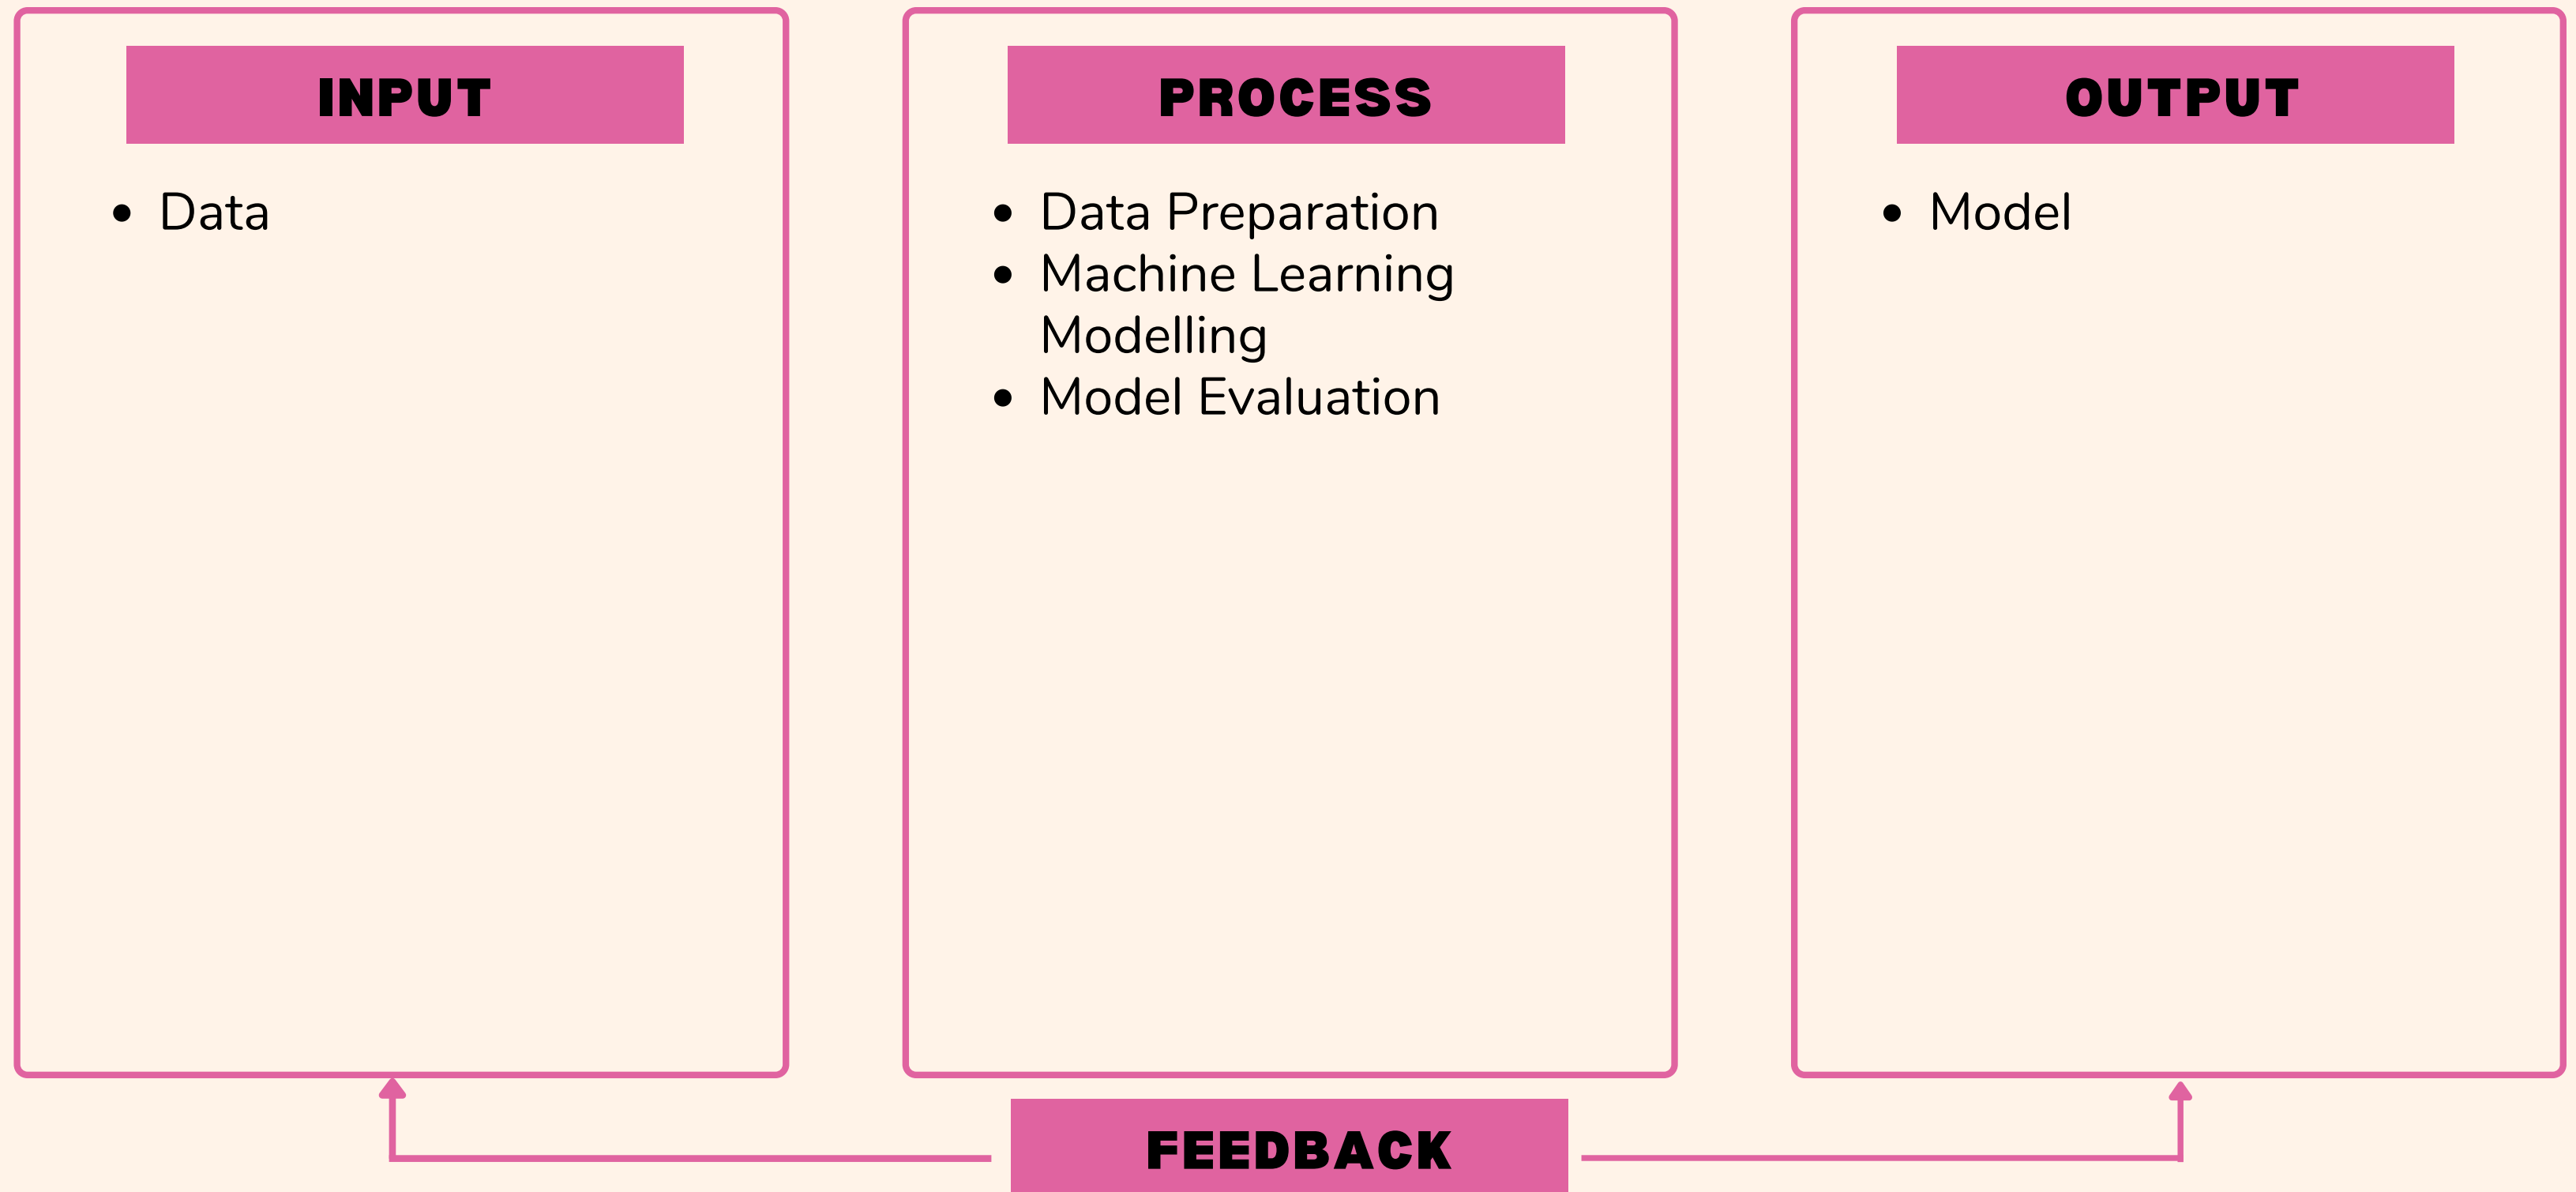 INPUT
• Data
PROCESS
• Data Preparation
• Machine Learning
Modelling
• Model Evaluation
OUTPUT
• Model
FEEDBACK